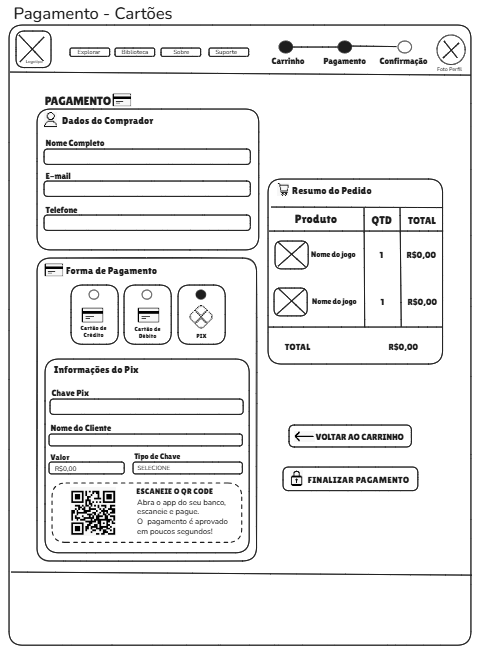 Pagamento - Cartões
Logotipo
Explorar
Biblioteca
Sobre
Suporte
Carrinho
Pagamento
Confirmação
Foto Perfil
PAGAMENTO
Dados do Comprador
Nome Completo
E-mail
Telefone
Forma de Pagamento
Cartão de
Crédito
Cartão de
Débito
PIX
Informações do Pix
Chave Pix
Nome do Cliente
Valor
R$0,00
Tipo de Chave
SELECIONE
ESCANEIE O QR CODE
Abra o app do seu banco,
escaneie e pague.
O pagamento é aprovado
em poucos segundos!
Resumo do Pedido
Produto QTD TOTAL
Nome do jogo 1 R$0,00
Nome do jogo 1 R$0,00
TOTAL R$0,00
VOLTAR AO CARRINHO
FINALIZAR PAGAMENTO